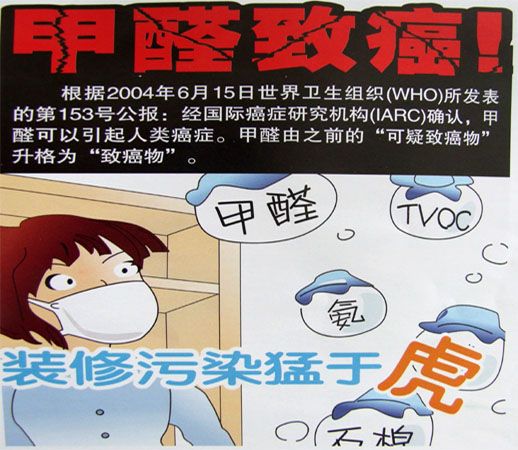 甲醛致癌！
根据2004年6月15日世界卫生组织(WHO)所发表
的第153号公报：经国际癌症研究机构(IARC)确认，甲
醛可以引起人类癌症。甲醛由之前的“可疑致癌物”
升格为“致癌物”。
甲醛
TVOC
氨
装修污染猛于虎
石棉